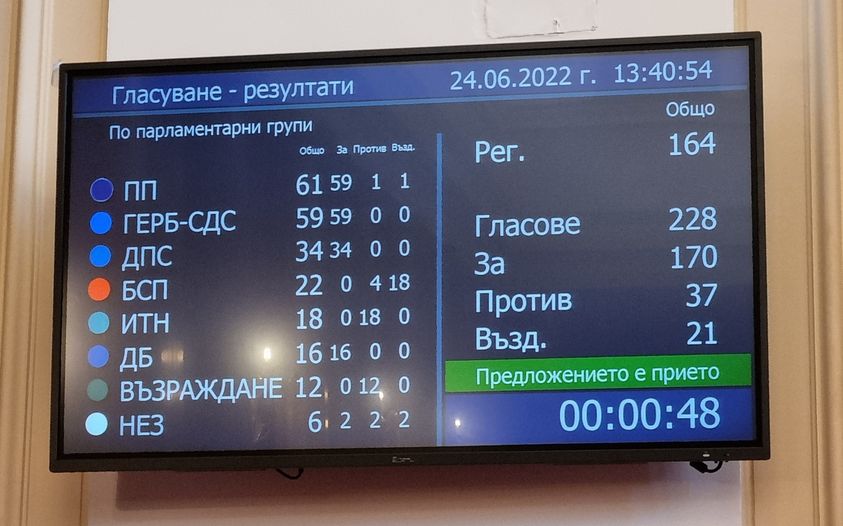 Гласуване - резултати
24.06.2022 г. 13:40:54
По парламентарни групи
Общо За Против Възд.
ПП 61 59 1 1
ГЕРБ-СДС 59 59 0 0
ДПС 34 34 0 0
БСП 22 0 4 18
ИТН 18 0 18 0
ДБ 16 16 0 0
ВЪЗРАЖДАНЕ 12 0 12 0
НЕЗ 6 2 2 2
Общо
Рег. 164
Гласове 228
За 170
Против 37
Възд. 21
Предложението е прието
00:00:48